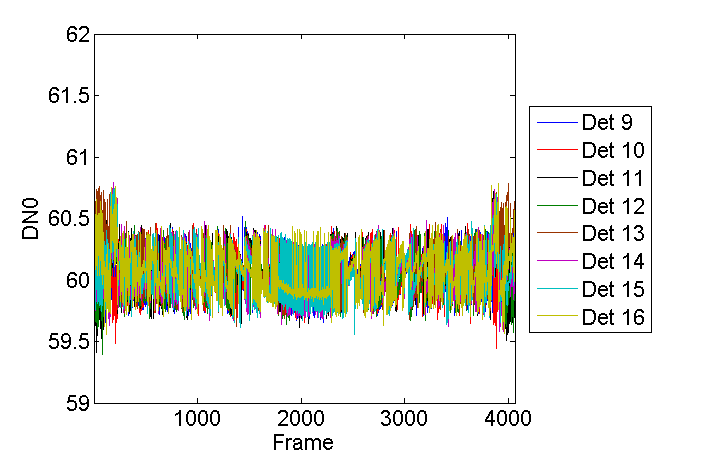 62
61.5
61
60.5
60
59.5
59
DN0
1000
2000
3000
4000
Frame
Det 9
Det 10
Det 11
Det 12
Det 13
Det 14
Det 15
Det 16